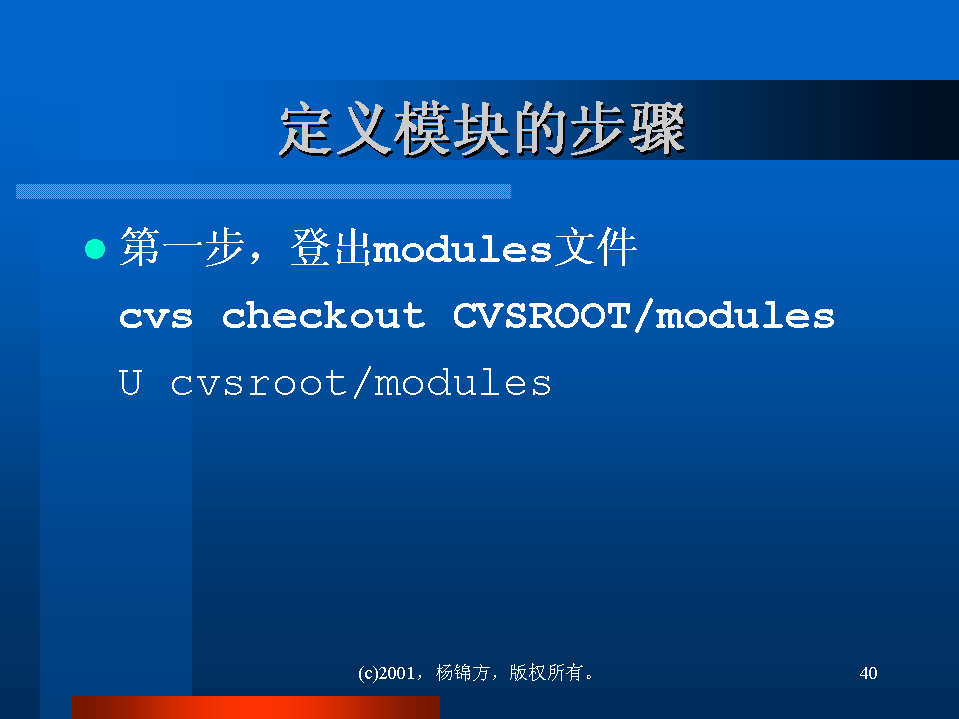 定义模块的步骤
第一步，登出modules文件
cvs checkout CVSROOT/modules
U cvsroot/modules
(c)2001，杨锦方，版权所有。
40